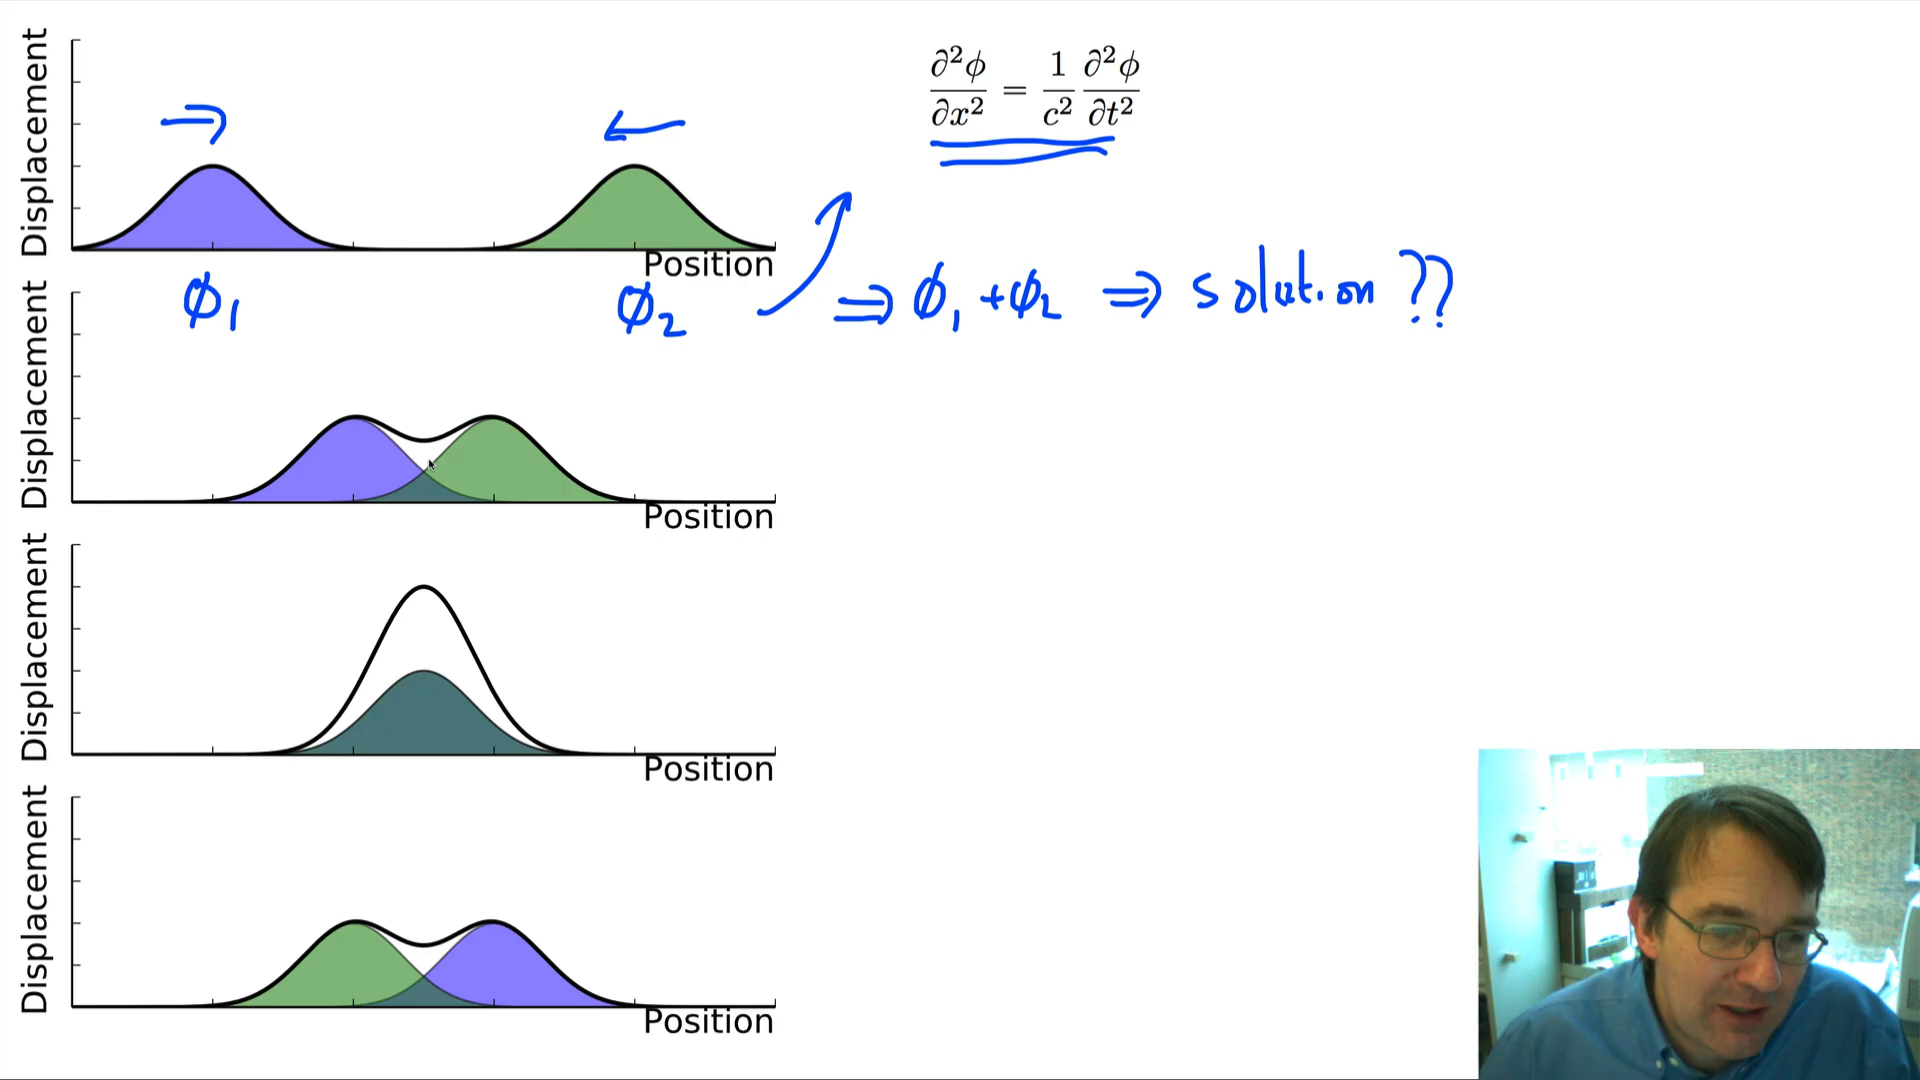 Displacement
∂²ϕ/∂x² = 1/c² ∂²ϕ/∂t²
Position
ϕ₁
ϕ₂
⇒ ϕ₁ + ϕ₂ ⇒ solution ??
Displacement
Position
Displacement
Position
Displacement
Position